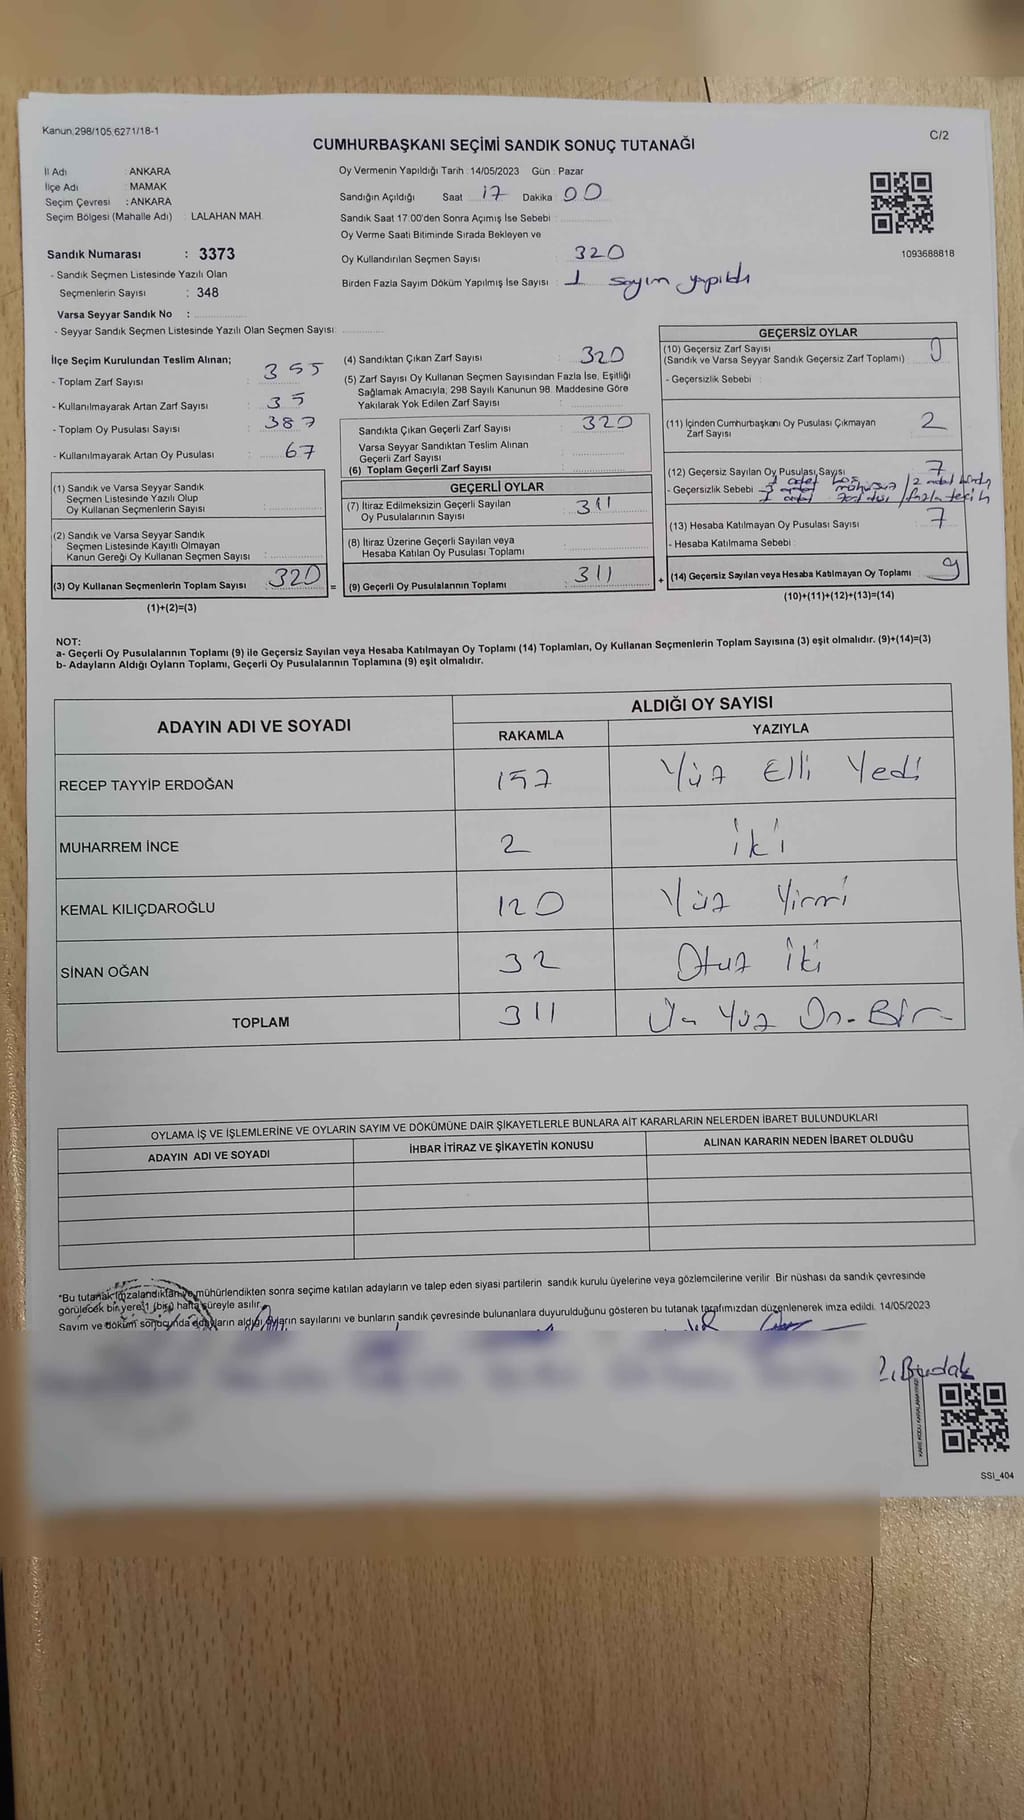 Kanun,298/105,6271/18-1
C/2
CUMHURBAŞKANI SEÇİMİ SANDIK SONUÇ TUTANAĞI
İl Adı : ANKARA
İlçe Adı : MAMAK
Seçim Çevresi : ANKARA
Seçim Bölgesi (Mahalle Adı) : LALAHAN MAH.
Sandık Numarası : 3373
- Sandık Seçmen Listesinde Yazılı Olan
Seçmenlerin Sayısı : 348
Varsa Seyyar Sandık No :
- Seyyar Sandık Seçmen Listesinde Yazılı Olan Seçmen Sayısı:
Oy Vermenin Yapıldığı Tarih : 14/05/2023 Gün : Pazar
Sandığın Açıldığı Saat 17 Dakika 00
Sandık Saat 17:00'den Sonra Açımış İse Sebebi :
Oy Verme Saati Bitiminde Sırada Bekleyen ve
Oy Kullandırılan Seçmen Sayısı : 320
Birden Fazla Sayım Döküm Yapılmış İse Sayısı : 1 sayım yapıldı
1093688818
İlçe Seçim Kurulundan Teslim Alınan;
- Toplam Zarf Sayısı : 355
- Kullanılmayarak Artan Zarf Sayısı : 35
- Toplam Oy Pusulası Sayısı : 387
- Kullanılmayarak Artan Oy Pusulası : 67
(1) Sandık ve Varsa Seyyar Sandık
Seçmen Listesinde Yazılı Olup
Oy Kullanan Seçmenlerin Sayısı :
(2) Sandık ve Varsa Seyyar Sandık
Seçmen Listesinde Kayıtlı Olmayan
Kanun Gereği Oy Kullanan Seçmen Sayısı :
(3) Oy Kullanan Seçmenlerin Toplam Sayısı 320 =
(1)+(2)=(3)
(4) Sandıktan Çıkan Zarf Sayısı : 320
(5) Zarf Sayısı Oy Kullanan Seçmen Sayısından Fazla İse, Eşitliği
Sağlamak Amacıyla, 298 Sayılı Kanunun 98. Maddesine Göre
Yakılarak Yok Edilen Zarf Sayısı :
Sandıkta Çıkan Geçerli Zarf Sayısı : 320
Varsa Seyyar Sandıktan Teslim Alınan
Geçerli Zarf Sayısı :
(6) Toplam Geçerli Zarf Sayısı :
GEÇERLİ OYLAR
(7) İtiraz Edilmeksizin Geçerli Sayılan
Oy Pusulalarının Sayısı : 311
(8) İtiraz Üzerine Geçerli Sayılan veya
Hesaba Katılan Oy Pusulası Toplamı :
(9) Geçerli Oy Pusulalarının Toplamı : 311 +
GEÇERSİZ OYLAR
(10) Geçersiz Zarf Sayısı
(Sandık ve Varsa Seyyar Sandık Geçersiz Zarf Toplamı) : 0
- Geçersizlik Sebebi :
(11) İçinden Cumhurbaşkanı Oy Pusulası Çıkmayan
Zarf Sayısı : 2
(12) Geçersiz Sayılan Oy Pusulası Sayısı 7
- Geçersizlik Sebebi adet boş mühürsüz / 2 adet
fazla tercih
(13) Hesaba Katılmayan Oy Pusulası Sayısı : 7
- Hesaba Katılmama Sebebi :
(14) Geçersiz Sayılan veya Hesaba Katılmayan Oy Toplamı : 9
(10)+(11)+(12)+(13)=(14)
NOT:
a- Geçerli Oy Pusulalarının Toplamı (9) ile Geçersiz Sayılan veya Hesaba Katılmayan Oy Toplamı (14) Toplamları, Oy Kullanan Seçmenlerin Toplam Sayısına (3) eşit olmalıdır. (9)+(14)=(3)
b- Adayların Aldığı Oyların Toplamı, Geçerli Oy Pusulalarının Toplamına (9) eşit olmalıdır.
ADAYIN ADI VE SOYADI ALDIĞI OY SAYISI
RAKAMLA YAZIYLA
RECEP TAYYİP ERDOĞAN 157 Yüz Elli Yedi
MUHARREM İNCE 2 iki
KEMAL KILIÇDAROĞLU 120 Yüz Yirmi
SİNAN OĞAN 32 Otuz iki
TOPLAM 311 Üç Yüz On-Bir
OYLAMA İŞ VE İŞLEMLERİNE VE OYLARIN SAYIM VE DÖKÜMÜNE DAİR ŞİKAYETLERLE BUNLARA AİT KARARLARIN NELERDEN İBARET BULUNDUKLARI
ADAYIN ADI VE SOYADI İHBAR İTİRAZ VE ŞİKAYETİN KONUSU ALINAN KARARIN NEDEN İBARET OLDUĞU
*Bu tutanak imzalandıktan ve mühürlendikten sonra seçime katılan adayların ve talep eden siyasi partilerin sandık kurulu üyelerine veya gözlemcilerine verilir. Bir nüshası da sandık çevresinde
görülecek bir yere 1 (bir) hafta süreyle asılır.
Sayım ve döküm sonucunda adayların aldığı oyların sayılarını ve bunların sandık çevresinde bulunanlara duyurulduğunu gösteren bu tutanak tarafımızdan düzenlenerek imza edildi. 14/05/2023
Budak
KARE KODU KARALAMAYINIZ
SSI_404